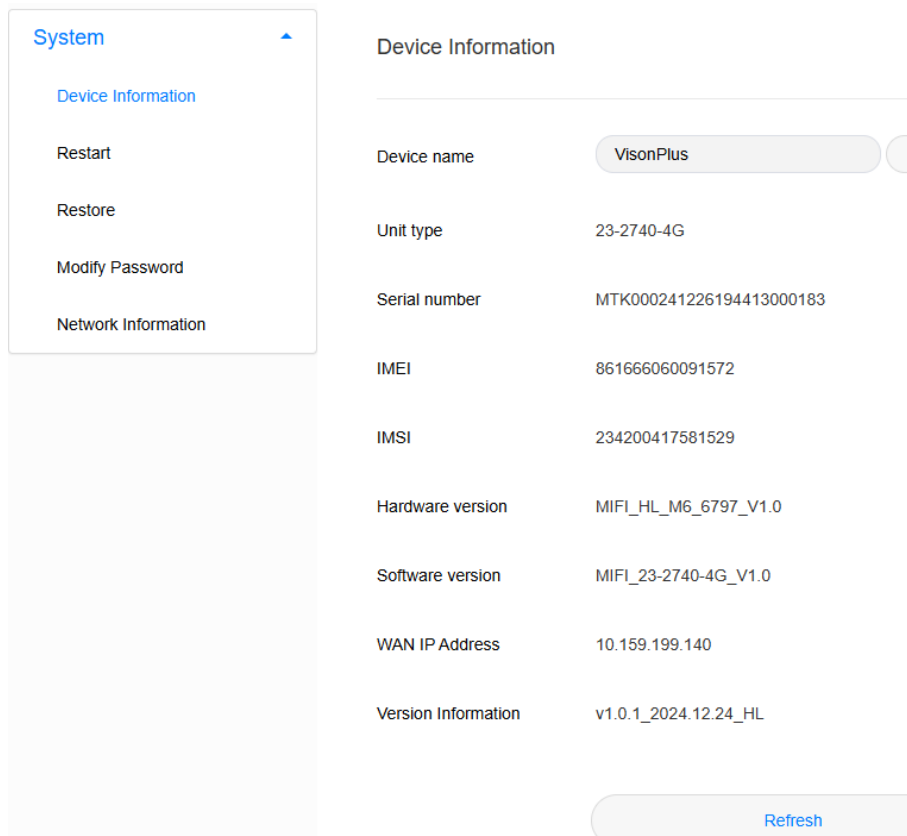 System
Device Information
Restart
Restore
Modify Password
Network Information
Device Information
Device name VisonPlus
Unit type 23-2740-4G
Serial number MTK000241226194413000183
IMEI 861666060091572
IMSI 234200417581529
Hardware version MIFI_HL_M6_6797_V1.0
Software version MIFI_23-2740-4G_V1.0
WAN IP Address 10.159.199.140
Version Information v1.0.1_2024.12.24_HL
Refresh